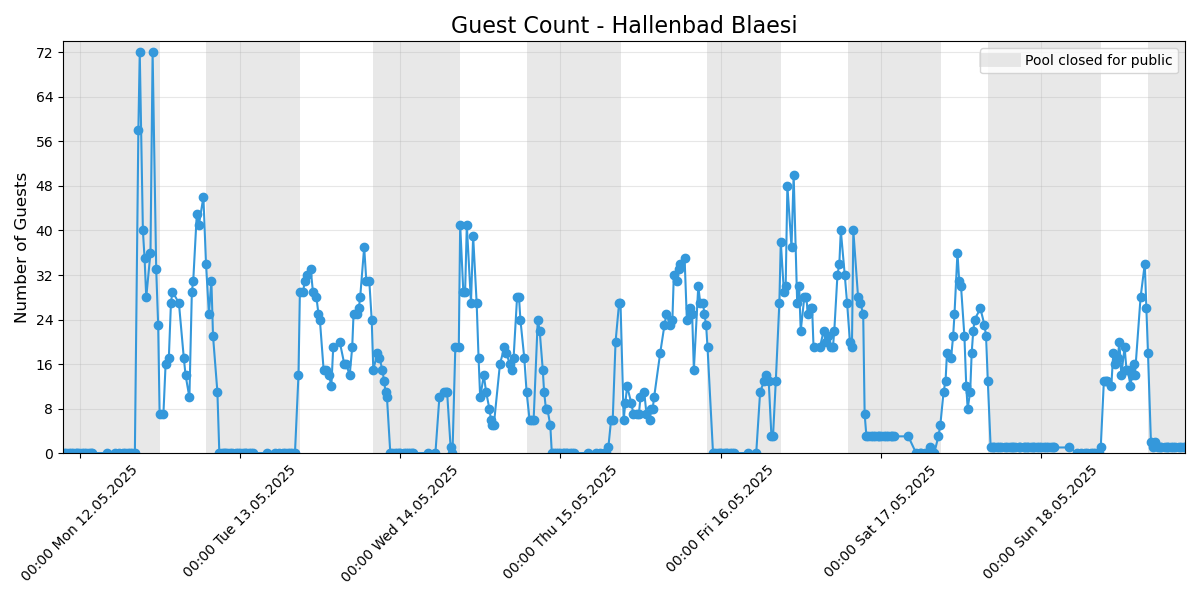 Guest Count - Hallenbad Blaesi
Pool closed for public
Number of Guests
72
64
56
48
40
32
24
16
8
0
00:00 Mon 12.05.2025
00:00 Tue 13.05.2025
00:00 Wed 14.05.2025
00:00 Thu 15.05.2025
00:00 Fri 16.05.2025
00:00 Sat 17.05.2025
00:00 Sun 18.05.2025